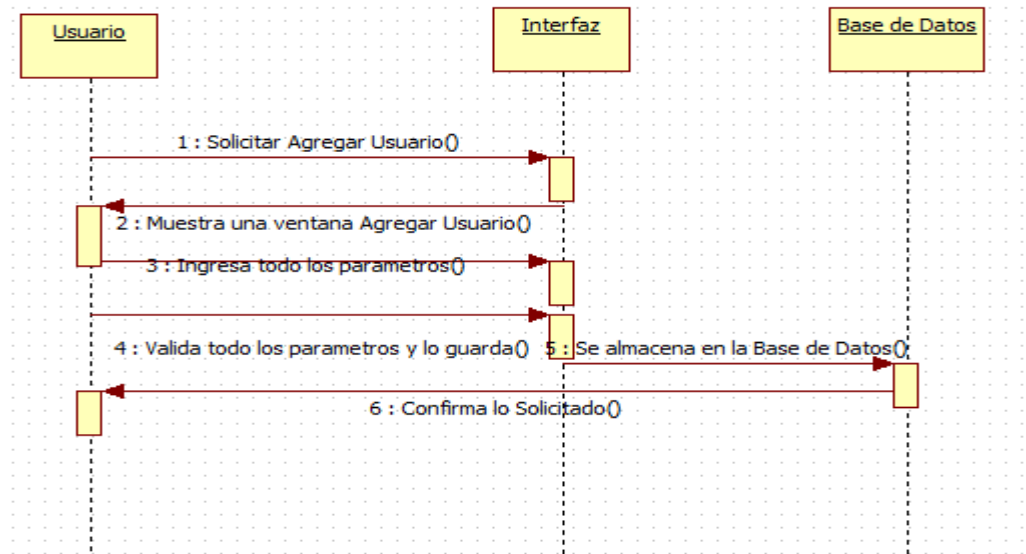 Usuario
Interfaz
Base de Datos
1 : Solicitar Agregar Usuario()
2 : Muestra una ventana Agregar Usuario()
3 : Ingresa todo los parametros()
4 : Valida todo los parametros y lo guarda()
5 : Se almacena en la Base de Datos()
6 : Confirma lo Solicitado()